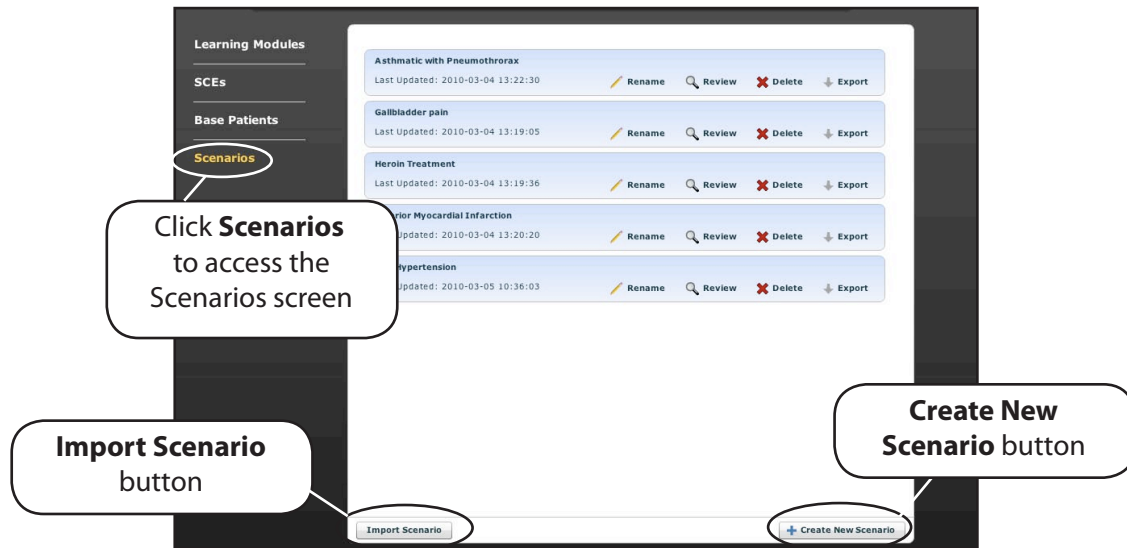 Learning Modules
SCEs
Base Patients
Scenarios
Asthmatic with Pneumothrorax
Last Updated: 2010-03-04 13:22:30 Rename Review Delete Export
Gallbladder pain
Last Updated: 2010-03-04 13:19:05 Rename Review Delete Export
Heroin Treatment
Last Updated: 2010-03-04 13:19:36 Rename Review Delete Export
Myocardial Infarction
Updated: 2010-03-04 13:20:20 Rename Review Delete Export
Hypertension
Updated: 2010-03-05 10:36:03 Rename Review Delete Export
Click Scenarios
to access the
Scenarios screen
Import Scenario
button
Create New
Scenario button
Import Scenario
Create New Scenario